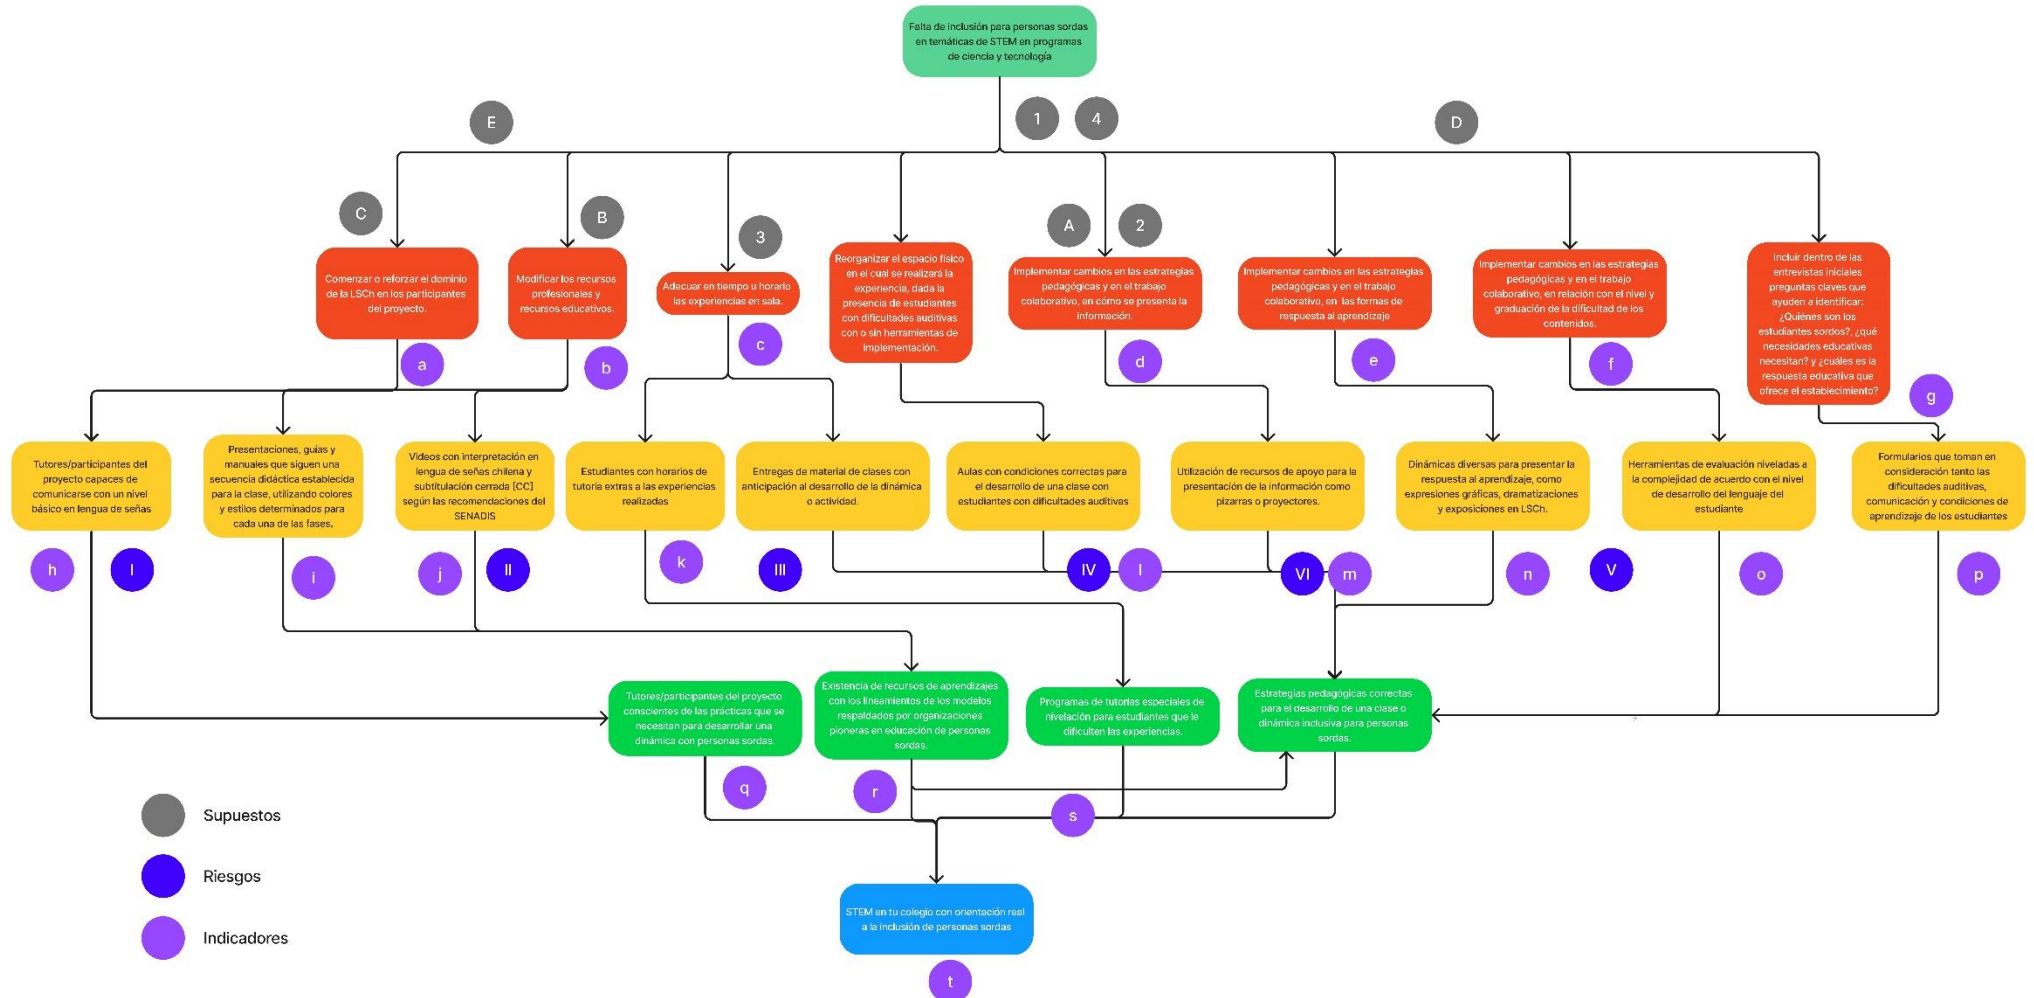 Falta de inclusión para personas sordas
en temáticas de STEM en programas
de ciencia y tecnología
E
1
4
D
C
B
3
A
2
Comenzar o reforzar el dominio
de la LSCh en los participantes
del proyecto.
Modificar los recursos
profesionales y
recursos educativos.
Adecuar en tiempo u horario
las experiencias en sala.
Reorganizar el espacio físico
en el cual se realizará la
experiencia, dada la
presencia de estudiantes
con dificultades auditivas
con o sin herramientas de
implementación.
Implementar cambios en las estrategias
pedagógicas y en el trabajo
colaborativo, en cómo se presenta la
información.
Implementar cambios en las estrategias
pedagógicas y en el trabajo
colaborativo, en las formas de
respuesta al aprendizaje
Implementar cambios en las estrategias
pedagógicas y en el trabajo
colaborativo, en relación con el nivel y
graduación de la dificultad de los
contenidos.
Incluir dentro de las
entrevistas iniciales
preguntas claves que
ayuden a identificar:
¿Quiénes son los
estudiantes sordos?, ¿qué
necesidades educativas
necesitan? y ¿cuáles es la
respuesta educativa que
ofrece el establecimiento?
a
b
c
d
e
f
g
Tutores/participantes del
proyecto capaces de
comunicarse con un nivel
básico en lengua de señas
Presentaciones, guías y
manuales que siguen una
secuencia didáctica establecida
para la clase, utilizando colores
y estilos determinados para
cada una de las fases.
Videos con interpretación en
lengua de señas chilena y
subtitulación cerrada [CC]
según las recomendaciones del
SENADIS
Estudiantes con horarios de
tutoría extras a las experiencias
realizadas
Entregas de material de clases con
anticipación al desarrollo de la dinámica
o actividad.
Aulas con condiciones correctas para
el desarrollo de una clase con
estudiantes con dificultades auditivas
Utilización de recursos de apoyo para la
presentación de la información como
pizarras o proyectores.
Dinámicas diversas para presentar la
respuesta al aprendizaje, como
expresiones gráficas, dramatizaciones
y exposiciones en LSCh.
Herramientas de evaluación niveladas a
la complejidad de acuerdo con el nivel
de desarrollo del lenguaje del
estudiante
Formularios que toman en
consideración tanto las
dificultades auditivas,
comunicación y condiciones de
aprendizaje de los estudiantes
h
I
i
j
II
k
III
IV
l
VI
m
n
V
o
p
Tutores/participantes del proyecto
conscientes de las prácticas que se
necesitan para desarrollar una
dinámica con personas sordas.
Existencia de recursos de aprendizajes
con los lineamientos de los modelos
respaldados por organizaciones
pioneras en educación de personas
sordas.
Programas de tutorías especiales de
nivelación para estudiantes que le
dificulten las experiencias.
Estrategias pedagógicas correctas
para el desarrollo de una clase o
dinámica inclusiva para personas
sordas.
q
r
s
Supuestos
Riesgos
Indicadores
STEM en tu colegio con orientación real
a la inclusión de personas sordas
t